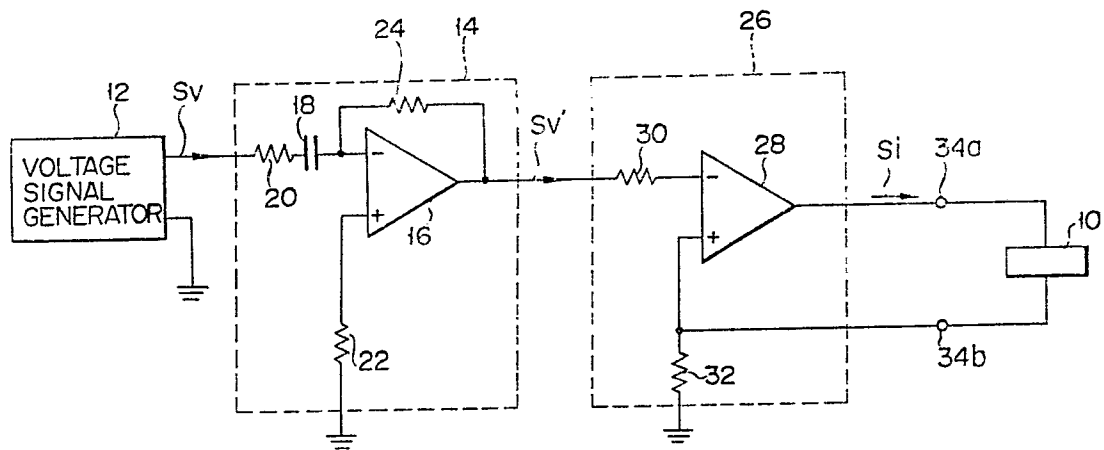 24
14
26
12
Sv
18
VOLTAGE
SIGNAL
GENERATOR
20
−
+
16
22
Sv'
30
−
+
28
32
Si
34a
10
34b